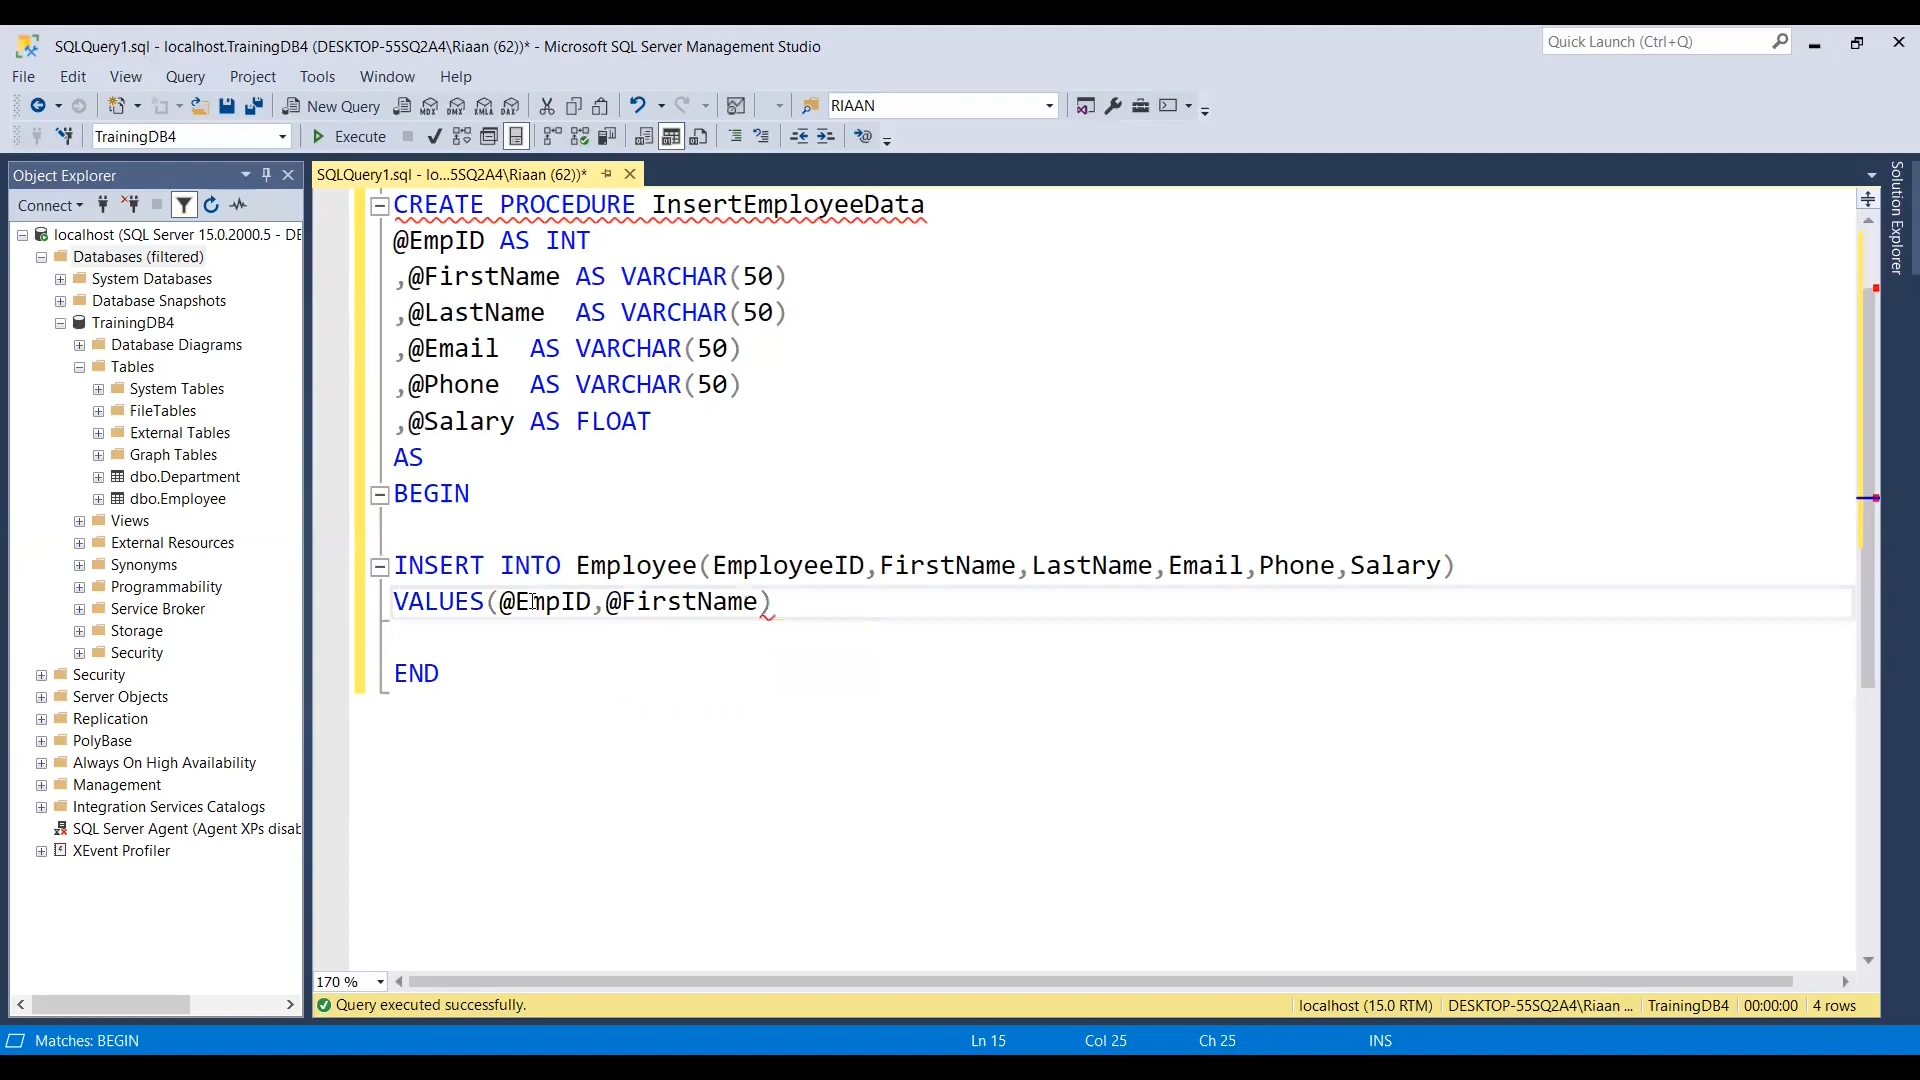 SQLQuery1.sql - localhost.TrainingDB4 (DESKTOP-55SQ2A4\Riaan (62))* - Microsoft SQL Server Management Studio
Quick Launch (Ctrl+Q)
File Edit View Query Project Tools Window Help
New Query MDX DMX XMLA DAX RIAAN
TrainingDB4 Execute
Object Explorer
SQLQuery1.sql - lo...5SQ2A4\Riaan (62))*
Solution Explorer
Connect
localhost (SQL Server 15.0.2000.5 - DE
Databases (filtered)
System Databases
Database Snapshots
TrainingDB4
Database Diagrams
Tables
System Tables
FileTables
External Tables
Graph Tables
dbo.Department
dbo.Employee
Views
External Resources
Synonyms
Programmability
Service Broker
Storage
Security
Security
Server Objects
Replication
PolyBase
Always On High Availability
Management
Integration Services Catalogs
SQL Server Agent (Agent XPs disab
XEvent Profiler
CREATE PROCEDURE InsertEmployeeData
@EmpID AS INT
,@FirstName AS VARCHAR(50)
,@LastName  AS VARCHAR(50)
,@Email  AS VARCHAR(50)
,@Phone  AS VARCHAR(50)
,@Salary AS FLOAT
AS
BEGIN
INSERT INTO Employee(EmployeeID,FirstName,LastName,Email,Phone,Salary)
VALUES(@EmpID,@FirstName)
END
170 %
Query executed successfully.
localhost (15.0 RTM) DESKTOP-55SQ2A4\Riaan ... TrainingDB4 00:00:00 4 rows
Matches: BEGIN Ln 15 Col 25 Ch 25 INS